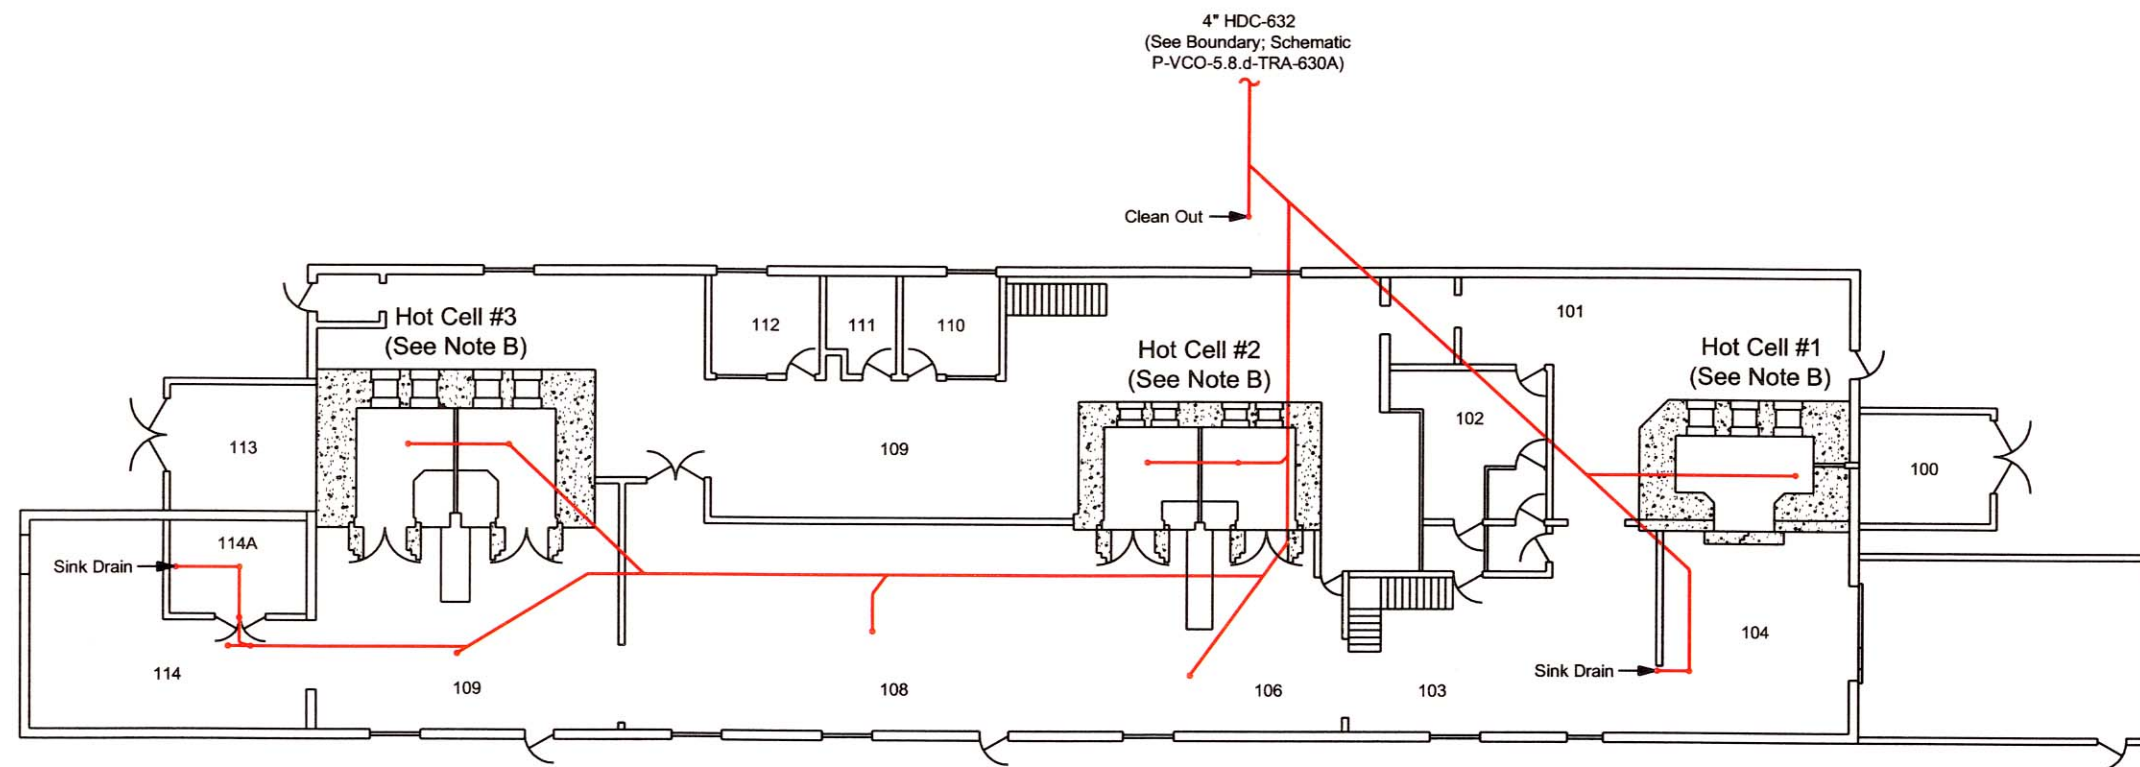 4" HDC-632
(See Boundary; Schematic
P-VCO-5.8.d-TRA-630A)
Clean Out
101
Hot Cell #3
(See Note B)
112
111
110
Hot Cell #2
(See Note B)
Hot Cell #1
(See Note B)
102
113
109
100
114A
Sink Drain
104
114
109
108
106
103
Sink Drain